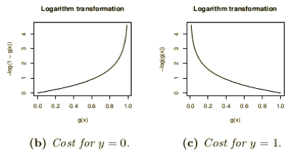 Logarithm transformation
−log(1 − g(x))
4
3
2
1
0
0.0 0.2 0.4 0.6 0.8 1.0
g(x)
(b) Cost for y = 0.
Logarithm transformation
−log(g(x))
4
3
2
1
0
0.0 0.2 0.4 0.6 0.8 1.0
g(x)
(c) Cost for y = 1.